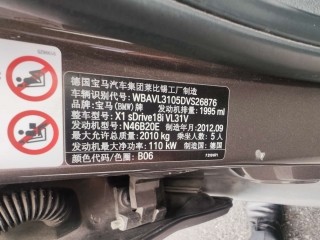 德国宝马汽车集团莱比锡工厂制造
车辆识别代号: WBAVL3105DVS26876
品牌: 宝马(BMW)牌 发动机排量: 1995 ml
整车型号: X1 sDrive18i VL31V
发动机型号: N46B20E 制造年月: 2012.09
最大允许总质量: 2010 kg 乘坐人数: 5 人
发动机最大净功率: 110 kW 制造国: 德国
颜色代号/色圈: B06